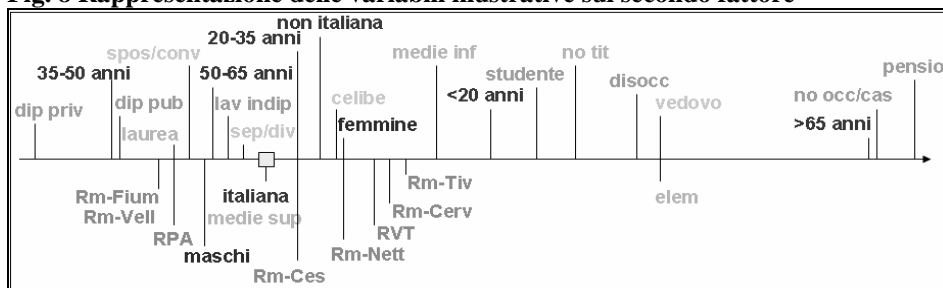 Fig. 8 Rappresentazione delle variabili illustrative sul secondo fattore
non italiana
20-35 anni
spos/conv
medie inf
no tit
35-50 anni
50-65 anni
studente
pensio
<20 anni
disocc
no occ/cas
dip priv
dip pub
lav indip
celibe
vedovo
laurea
sep/div
femmine
>65 anni
Rm-Fium
italiana
Rm-Tiv
elem
Rm-Vell
medie sup
Rm-Cerv
RPA
RVT
maschi
Rm-Nett
Rm-Ces